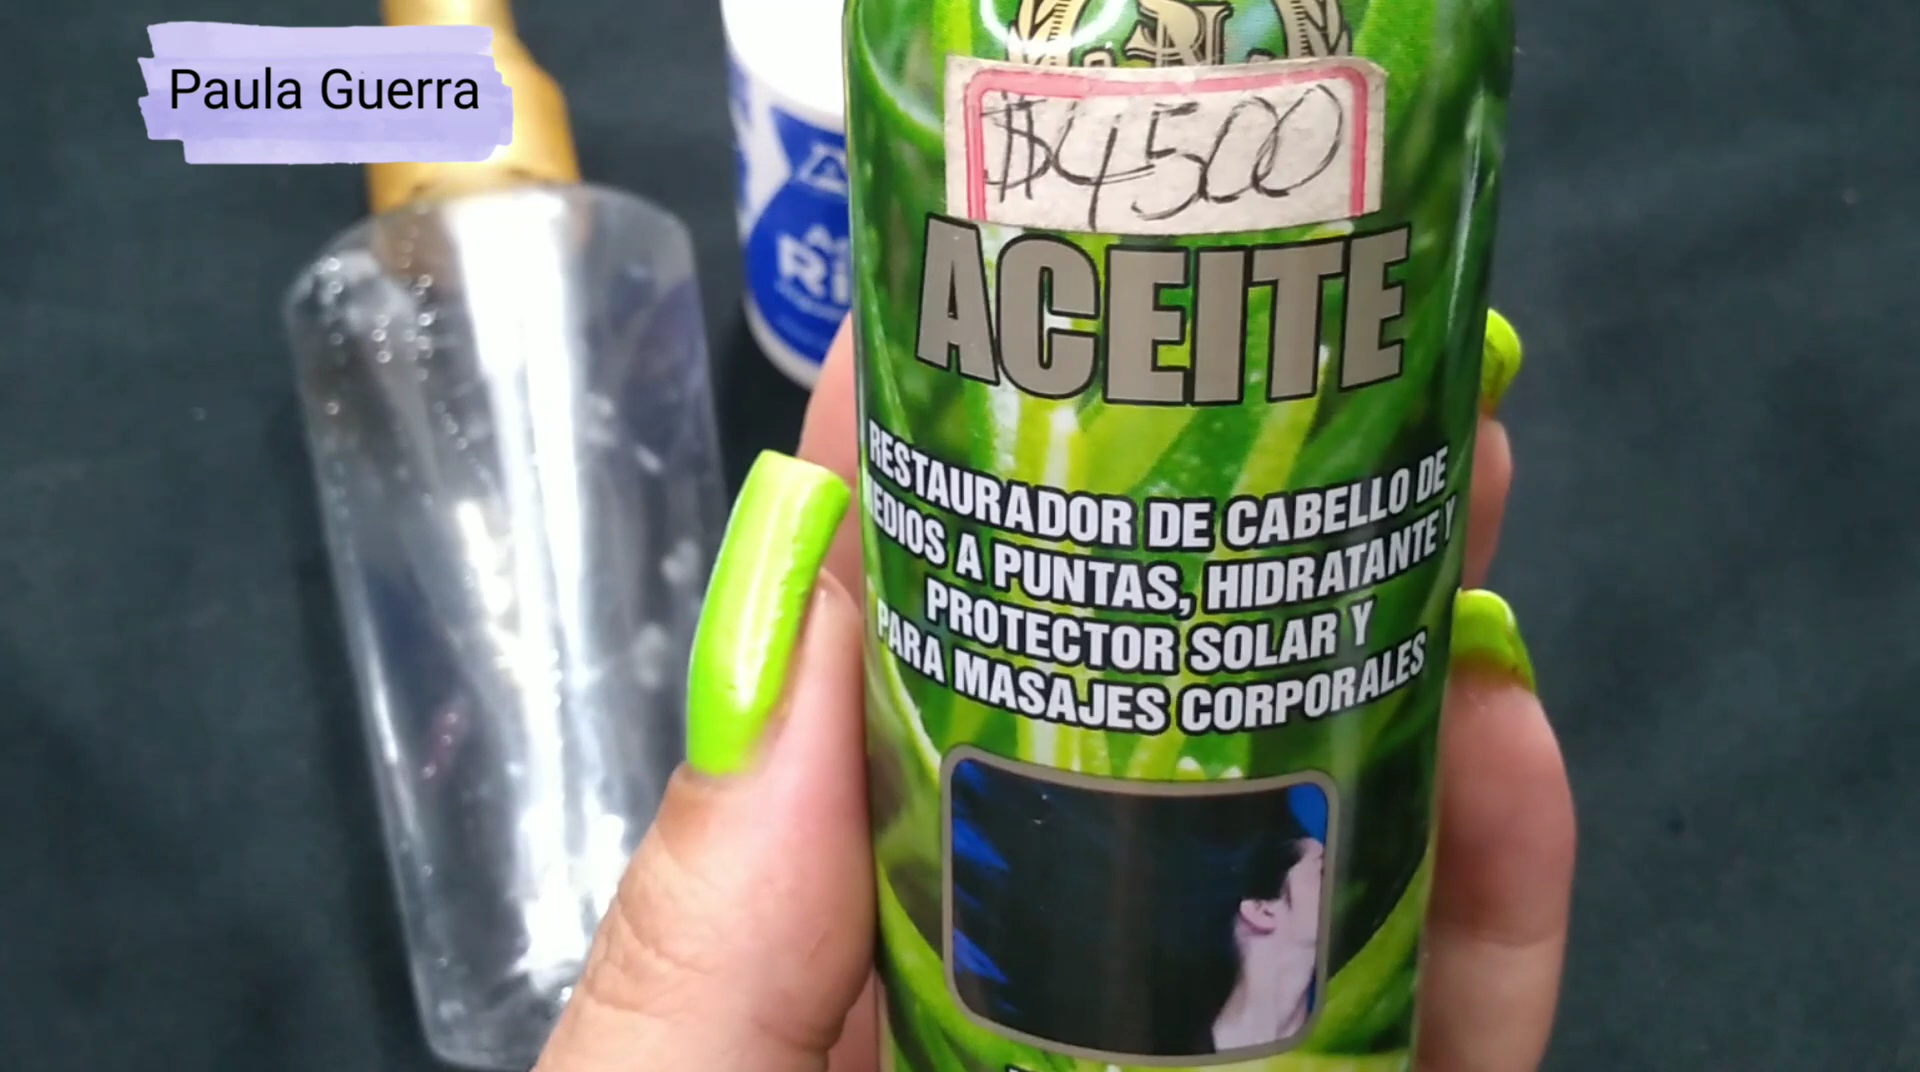 Paula Guerra
$4500
ACEITE
RESTAURADOR DE CABELLO DE
MEDIOS A PUNTAS, HIDRATANTE Y
PROTECTOR SOLAR Y
PARA MASAJES CORPORALES